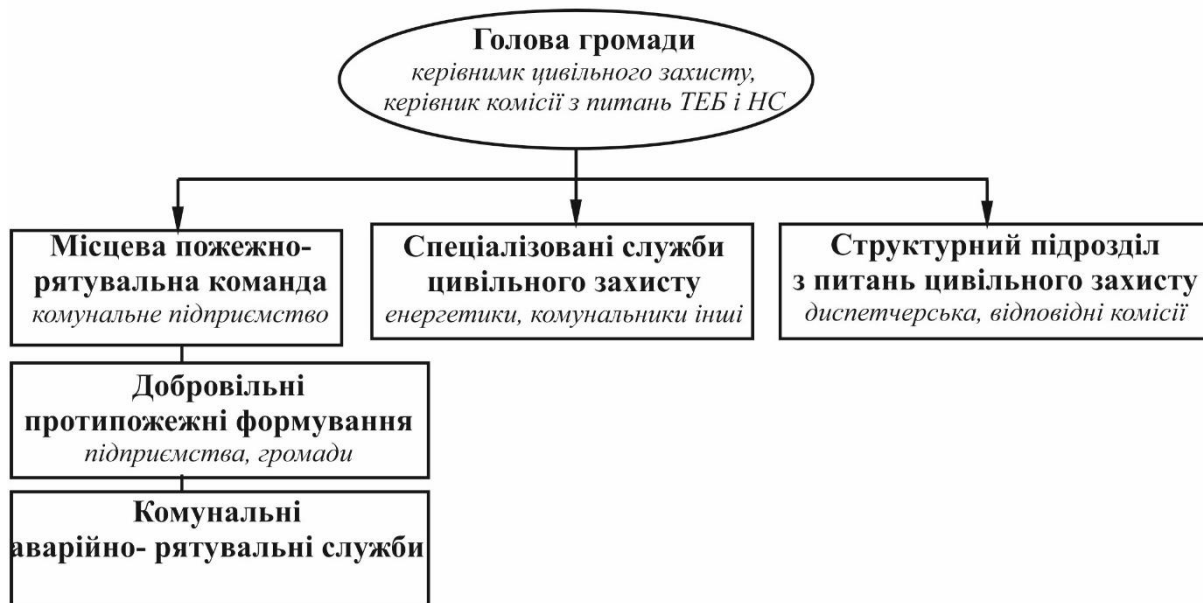 Голова громади
керівнимк цивільного захисту,
керівник комісії з питань ТЕБ і НС
Місцева пожежно-
рятувальна команда
комунальне підприємство
Спеціалізовані служби
цивільного захисту
енергетики, комунальники інші
Структурний підрозділ
з питань цивільного захисту
диспетчерська, відповідні комісії
Добровільні
протипожежні формування
підприємства, громади
Комунальні
аварійно- рятувальні служби